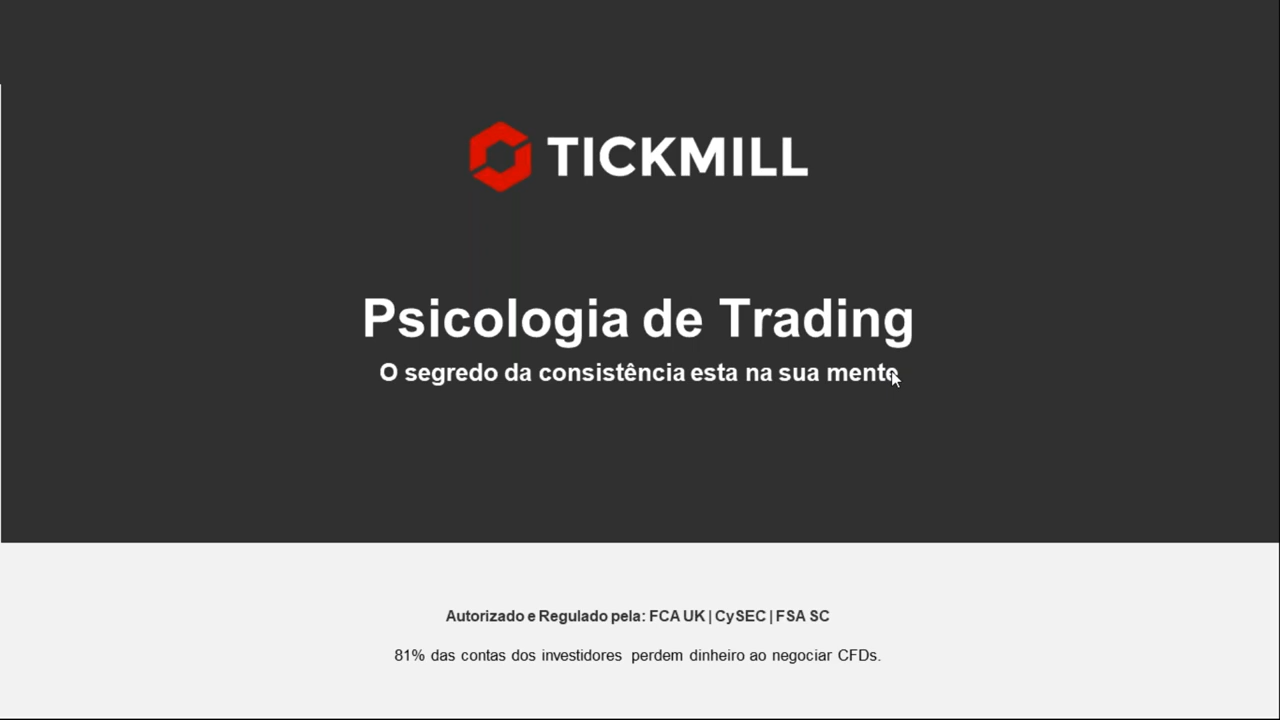 TICKMILL
Psicologia de Trading
O segredo da consistência esta na sua mente
Autorizado e Regulado pela: FCA UK | CySEC | FSA SC
81% das contas dos investidores perdem dinheiro ao negociar CFDs.